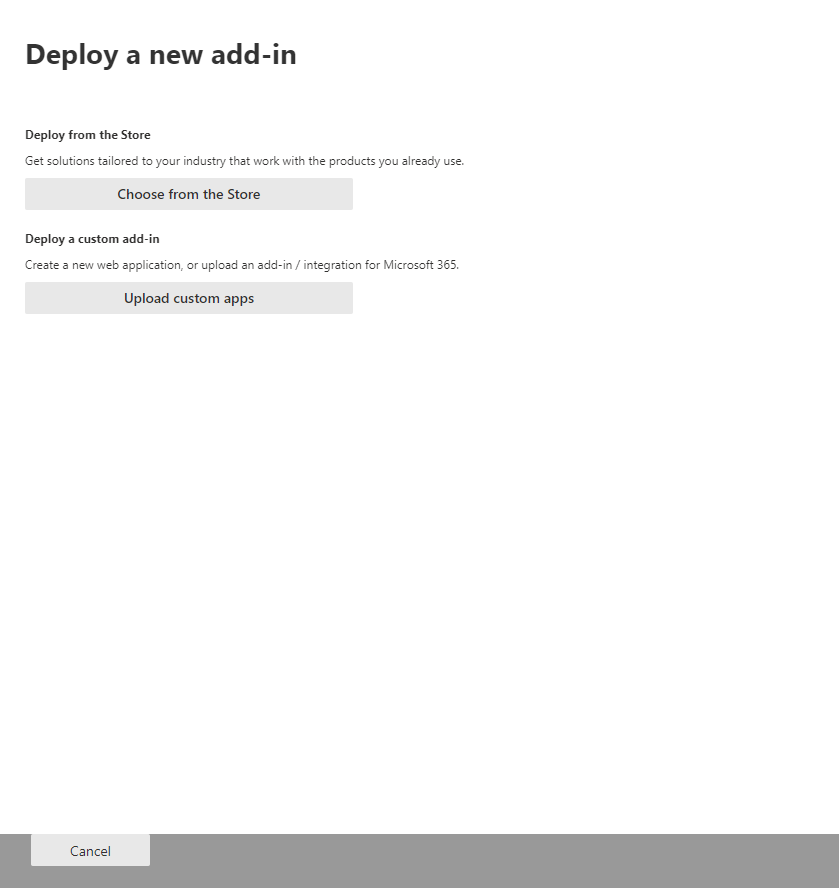 Deploy a new add-in
Deploy from the Store
Get solutions tailored to your industry that work with the products you already use.
Choose from the Store
Deploy a custom add-in
Create a new web application, or upload an add-in / integration for Microsoft 365.
Upload custom apps
Cancel